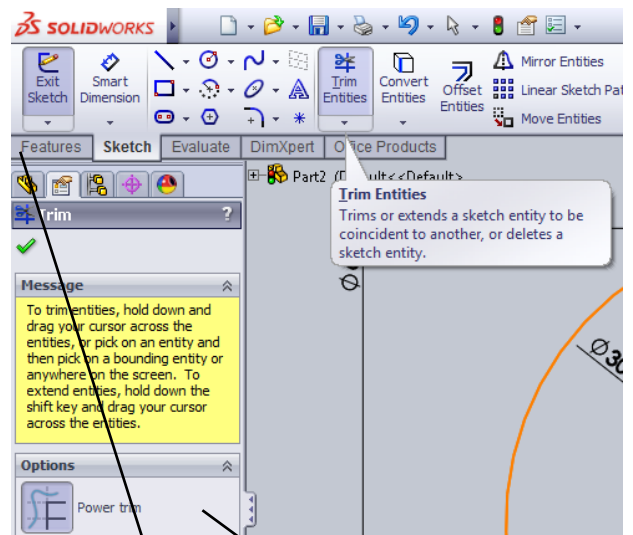 SOLIDWORKS
Exit Sketch
Smart Dimension
Trim Entities
Convert Entities
Offset Entities
Mirror Entities
Linear Sketch Pat
Move Entities
Features Sketch Evaluate DimXpert Office Products
Part2 (Default<<Default>
Trim Entities
Trims or extends a sketch entity to be
coincident to another, or deletes a
sketch entity.
Trim ?
Message
To trim entities, hold down and
drag your cursor across the
entities, or pick on an entity and
then pick on a bounding entity or
anywhere on the screen. To
extend entities, hold down the
shift key and drag your cursor
across the entities.
Options
Power trim
Ø30